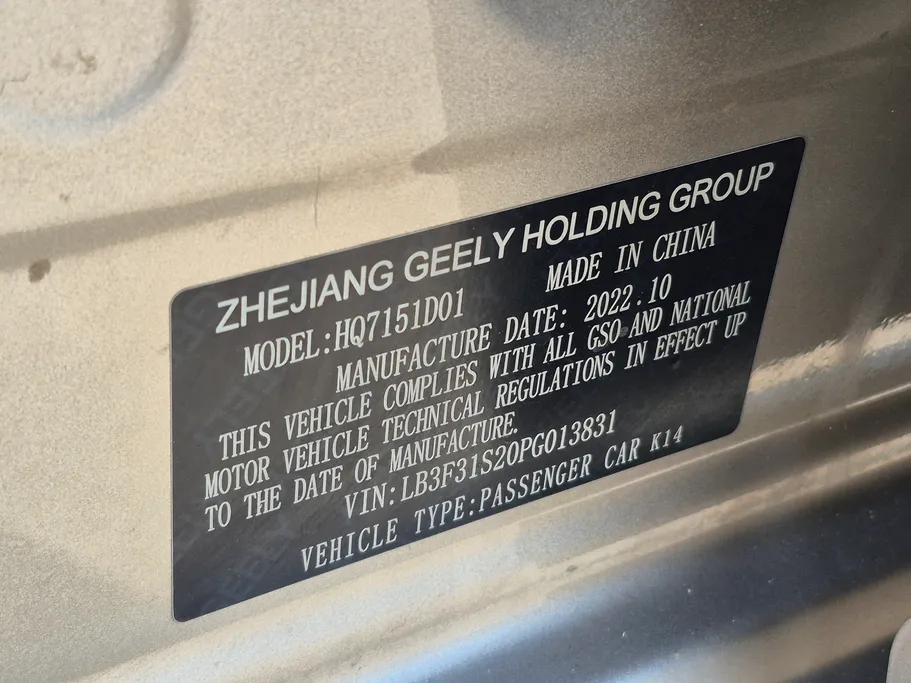 ZHEJIANG GEELY HOLDING GROUP
MODEL:HQ7151D01 MADE IN CHINA
MANUFACTURE DATE: 2022.10
THIS VEHICLE COMPLIES WITH ALL GSO AND NATIONAL
MOTOR VEHICLE TECHNICAL REGULATIONS IN EFFECT UP
TO THE DATE OF MANUFACTURE.
VIN:LB3F31S20PG013831
VEHICLE TYPE:PASSENGER CAR K14